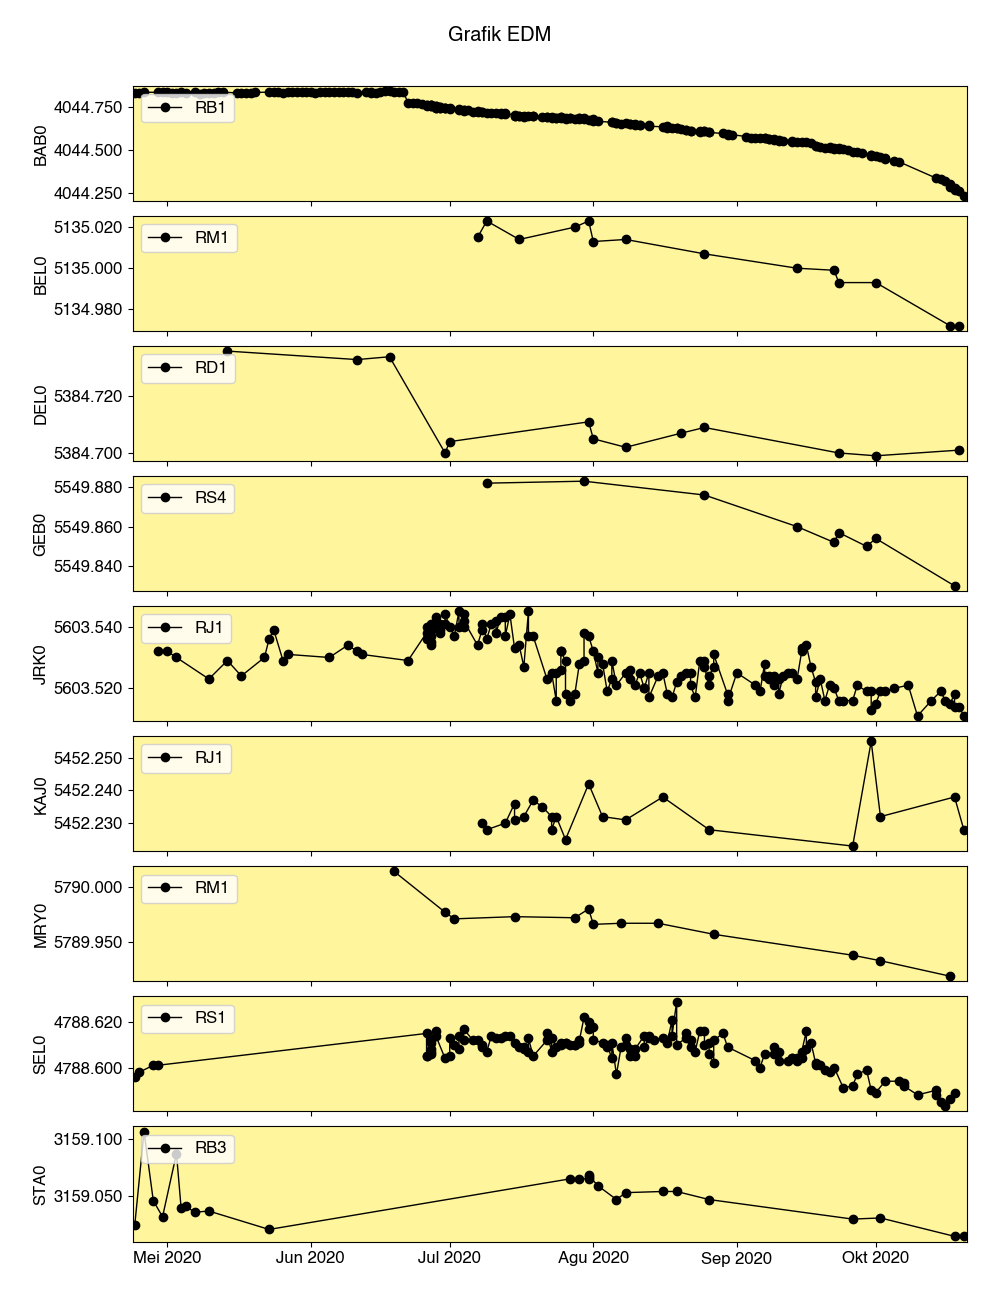 Grafik EDM
4044.750
4044.500
4044.250
BAB0
RB1
5135.020
5135.000
5134.980
BEL0
RM1
5384.720
5384.700
DEL0
RD1
5549.880
5549.860
5549.840
GEB0
RS4
5603.540
5603.520
JRK0
RJ1
5452.250
5452.240
5452.230
KAJ0
RJ1
5790.000
5789.950
MRY0
RM1
4788.620
4788.600
SEL0
RS1
3159.100
3159.050
STA0
RB3
Mei 2020 Jun 2020 Jul 2020 Agu 2020 Sep 2020 Okt 2020